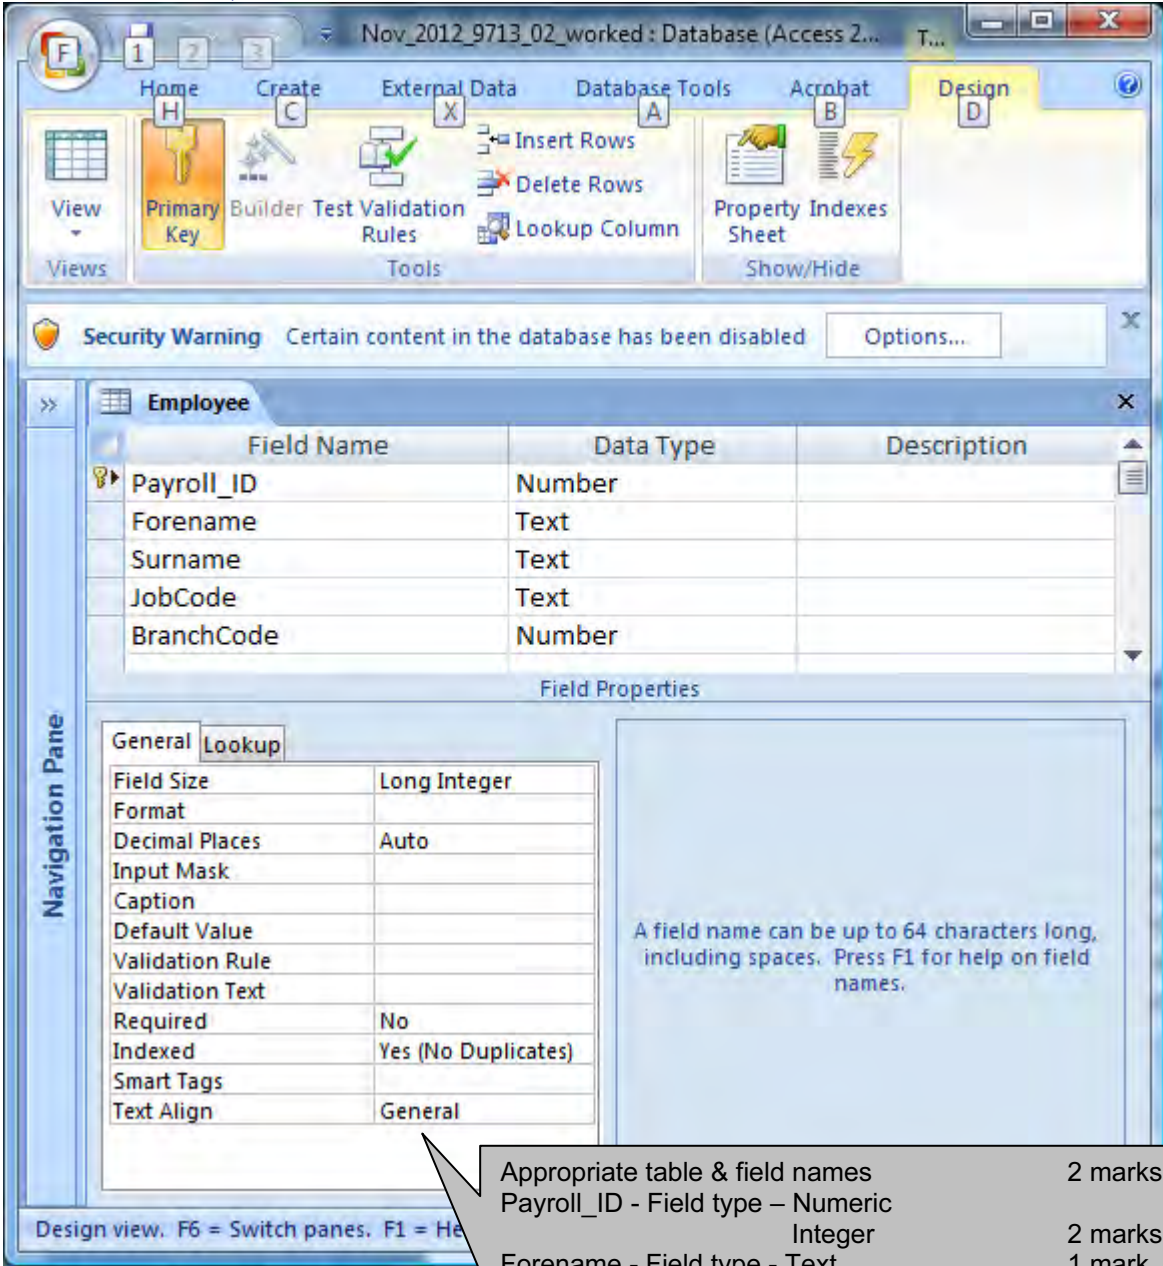 Nov_2012_9713_02_worked : Database (Access 2... T...
F 1 2 3
Home Create External Data Database Tools Acrobat Design
H C X A B D
View
Primary Key
Builder
Test Validation Rules
Insert Rows
Delete Rows
Lookup Column
Property Sheet
Indexes
Views Tools Show/Hide
Security Warning Certain content in the database has been disabled Options...
Employee
Field Name Data Type Description
Payroll_ID Number
Forename Text
Surname Text
JobCode Text
BranchCode Number
Field Properties
Navigation Pane
General Lookup
Field Size Long Integer
Format
Decimal Places Auto
Input Mask
Caption
Default Value
Validation Rule
Validation Text
Required No
Indexed Yes (No Duplicates)
Smart Tags
Text Align General
A field name can be up to 64 characters long,
including spaces. Press F1 for help on field
names.
Appropriate table & field names 2 marks
Payroll_ID - Field type – Numeric
Integer 2 marks
Forename - Field type - Text 1 mark
Design view. F6 = Switch panes. F1 = He